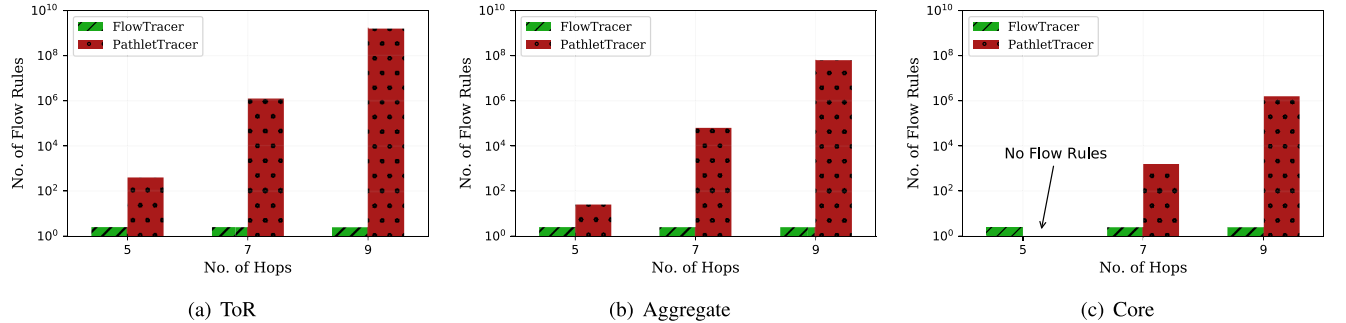 10^10
10^8
10^6
10^4
10^2
10^0
No. of Flow Rules
FlowTracer
PathletTracer
5 7 9
No. of Hops
(a) ToR
10^10
10^8
10^6
10^4
10^2
10^0
No. of Flow Rules
FlowTracer
PathletTracer
5 7 9
No. of Hops
(b) Aggregate
10^10
10^8
10^6
10^4
10^2
10^0
No. of Flow Rules
FlowTracer
PathletTracer
No Flow Rules
5 7 9
No. of Hops
(c) Core